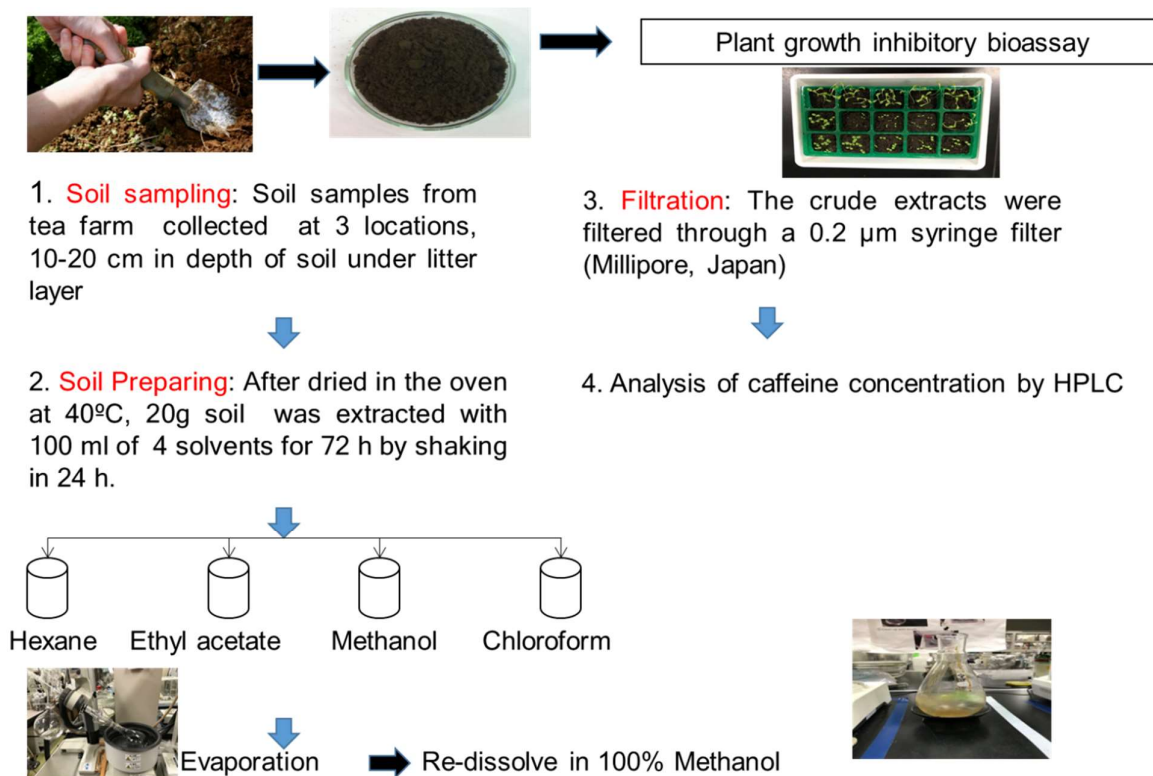 Plant growth inhibitory bioassay
1. Soil sampling: Soil samples from
tea farm collected at 3 locations,
10-20 cm in depth of soil under litter
layer
2. Soil Preparing: After dried in the oven
at 40ºC, 20g soil was extracted with
100 ml of 4 solvents for 72 h by shaking
in 24 h.
Hexane
Ethyl acetate
Methanol
Chloroform
Evaporation
Re-dissolve in 100% Methanol
3. Filtration: The crude extracts were
filtered through a 0.2 µm syringe filter
(Millipore, Japan)
4. Analysis of caffeine concentration by HPLC